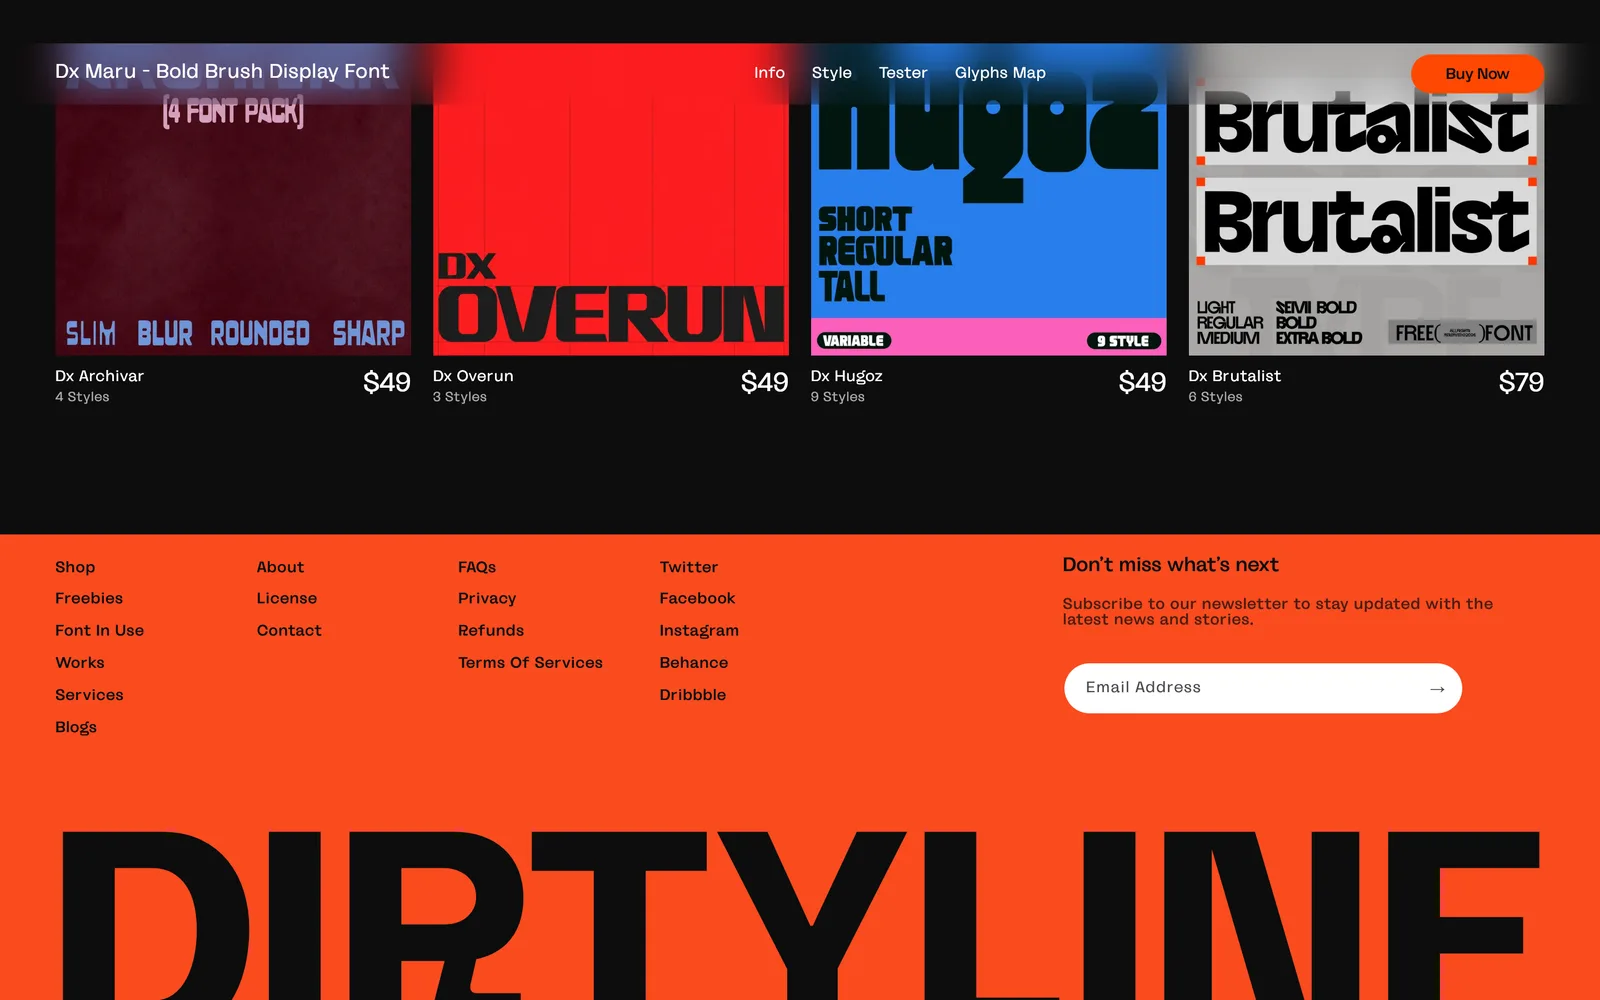 Dx Maru - Bold Brush Display Font
Info
Style
Tester
Glyphs Map
Buy Now
[4 FONT PACK]
SLIM BLUR ROUNDED SHARP
DX
OVERUN
Hugoz
SHORT
REGULAR
TALL
VARIABLE
9 STYLE
Brutalist
Brutalist
LIGHT
REGULAR
MEDIUM
SEMI BOLD
BOLD
EXTRA BOLD
FREE( )FONT
Dx Archivar
4 Styles
$49
Dx Overun
3 Styles
$49
Dx Hugoz
9 Styles
$49
Dx Brutalist
6 Styles
$79
Shop
Freebies
Font In Use
Works
Services
Blogs
About
License
Contact
FAQs
Privacy
Refunds
Terms Of Services
Twitter
Facebook
Instagram
Behance
Dribbble
Don't miss what's next
Subscribe to our newsletter to stay updated with the
latest news and stories.
Email Address →
DIRTYLINE